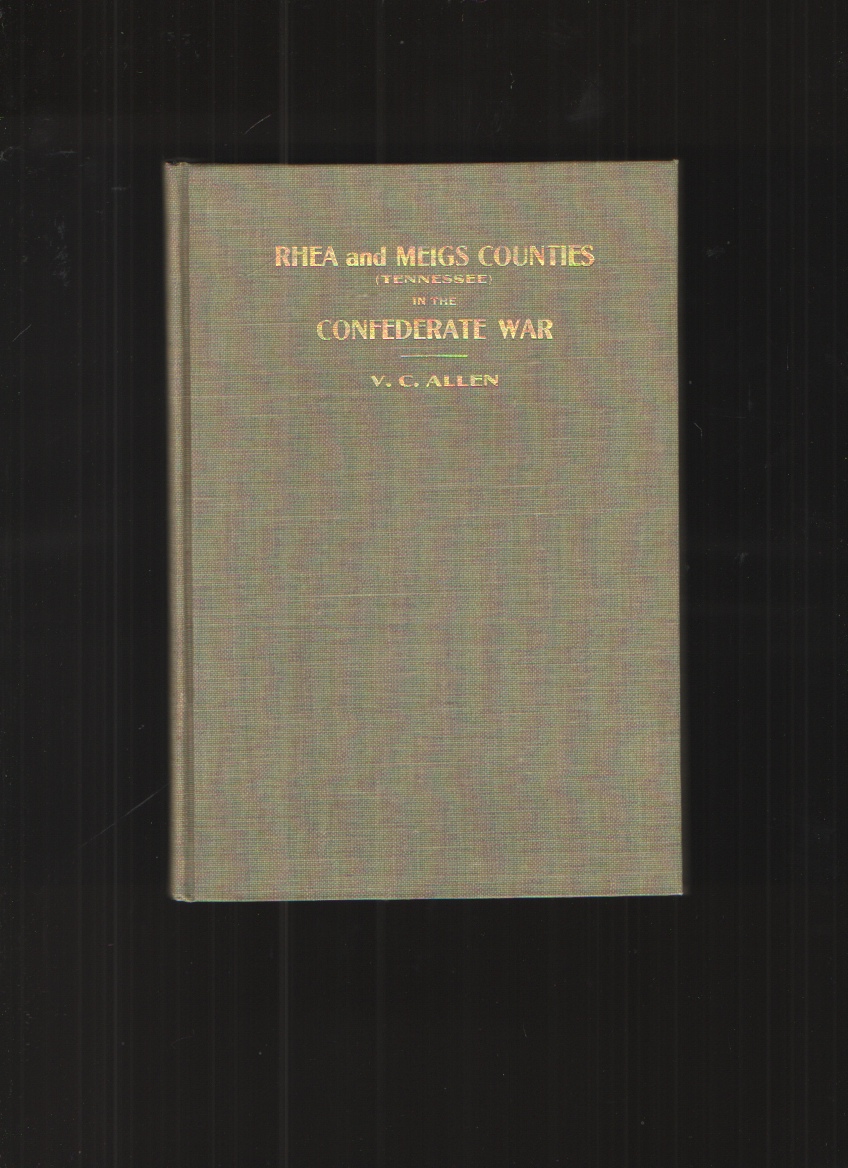 RHEA and MEIGS COUNTIES
(TENNESSEE)
IN THE
CONFEDERATE WAR
V. C. ALLEN